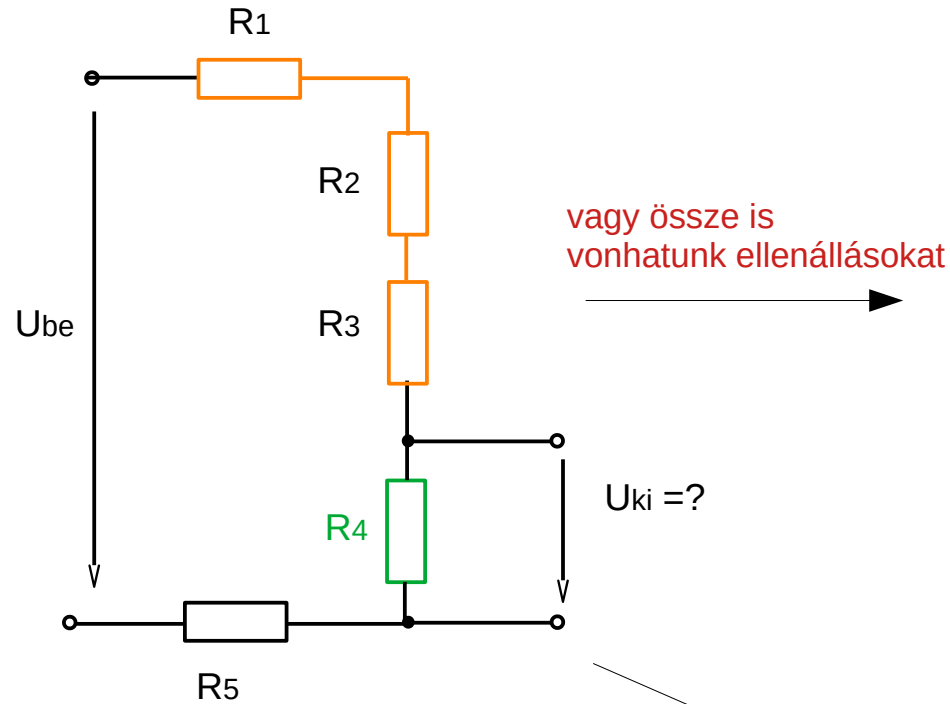 R1
R2
vagy össze is
vonhatunk ellenállásokat
Ube
R3
Uki =?
R4
R5